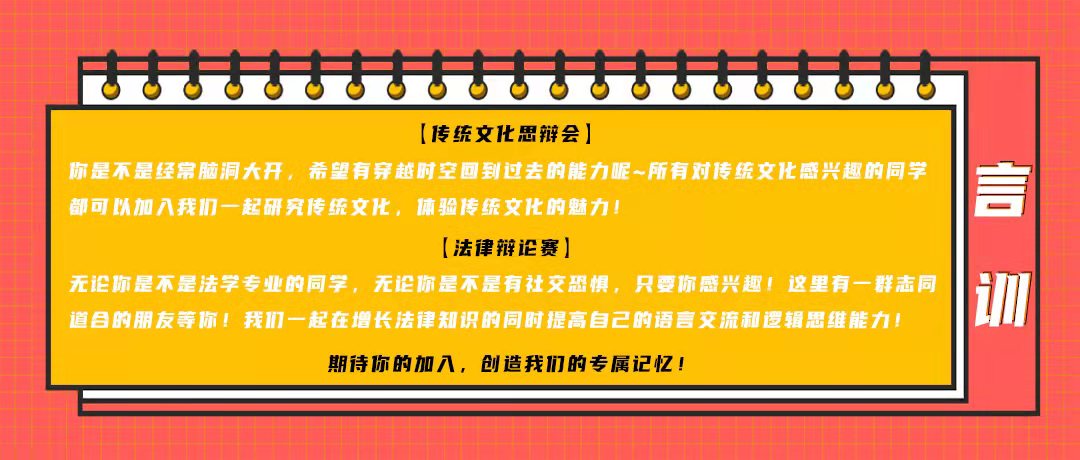 【传统文化思辩会】
你是不是经常脑洞大开，希望有穿越时空回到过去的能力呢~所有对传统文化感兴趣的同学
都可以加入我们一起研究传统文化，体验传统文化的魅力！
【法律辩论赛】
无论你是不是法学专业的同学，无论你是不是有社交恐惧，只要你感兴趣！这里有一群志同
道合的朋友等你！我们一起在增长法律知识的同时提高自己的语言交流和逻辑思维能力！
期待你的加入，创造我们的专属记忆！
言
训